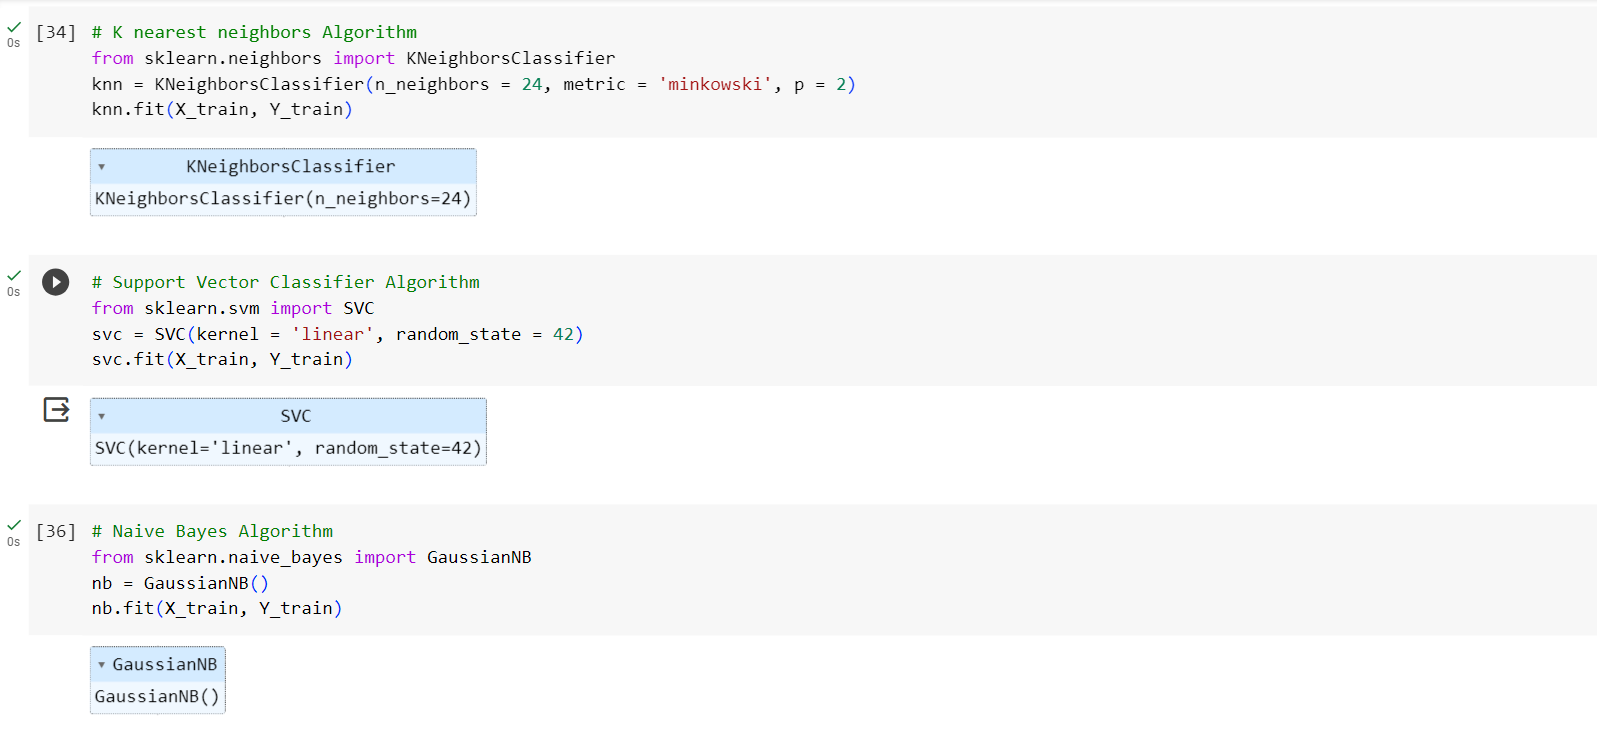 [34] # K nearest neighbors Algorithm
0s
from sklearn.neighbors import KNeighborsClassifier
knn = KNeighborsClassifier(n_neighbors = 24, metric = 'minkowski', p = 2)
knn.fit(X_train, Y_train)
KNeighborsClassifier
KNeighborsClassifier(n_neighbors=24)
# Support Vector Classifier Algorithm
0s
from sklearn.svm import SVC
svc = SVC(kernel = 'linear', random_state = 42)
svc.fit(X_train, Y_train)
SVC
SVC(kernel='linear', random_state=42)
[36] # Naive Bayes Algorithm
0s
from sklearn.naive_bayes import GaussianNB
nb = GaussianNB()
nb.fit(X_train, Y_train)
GaussianNB
GaussianNB()